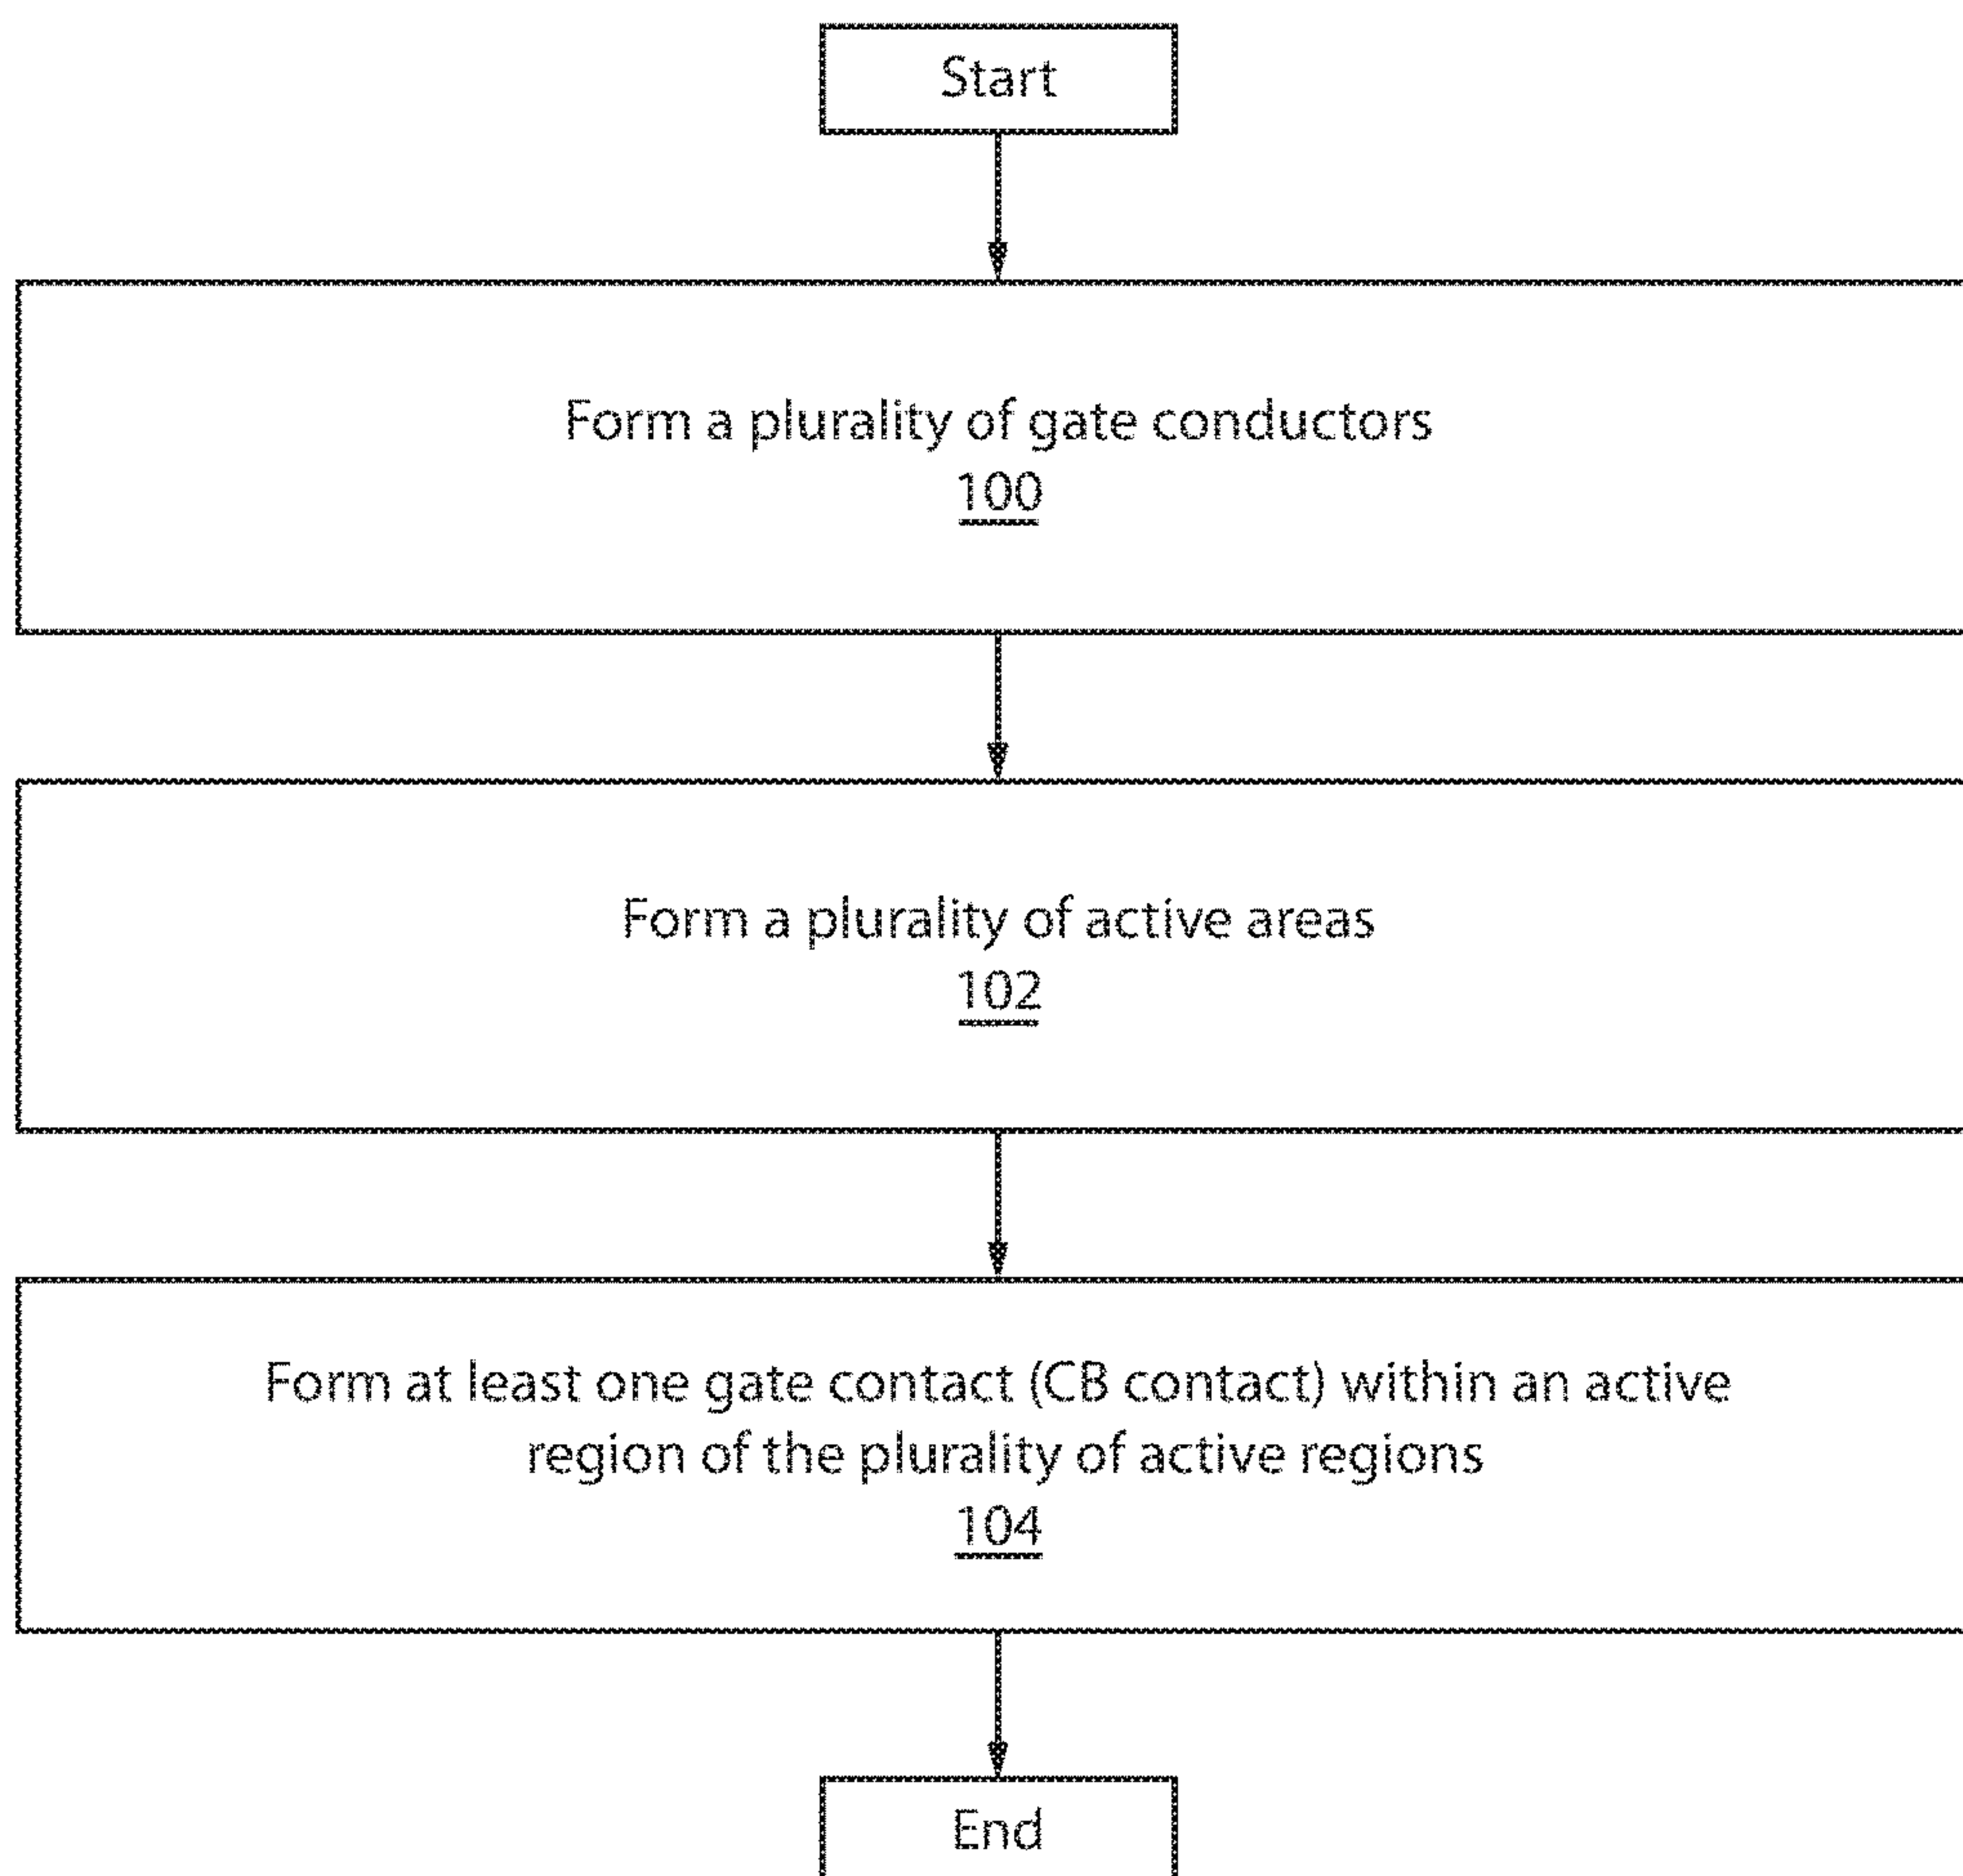 Start
Form a plurality of gate conductors
100
Form a plurality of active areas
102
Form at least one gate contact (CB contact) within an active
region of the plurality of active regions
104
End